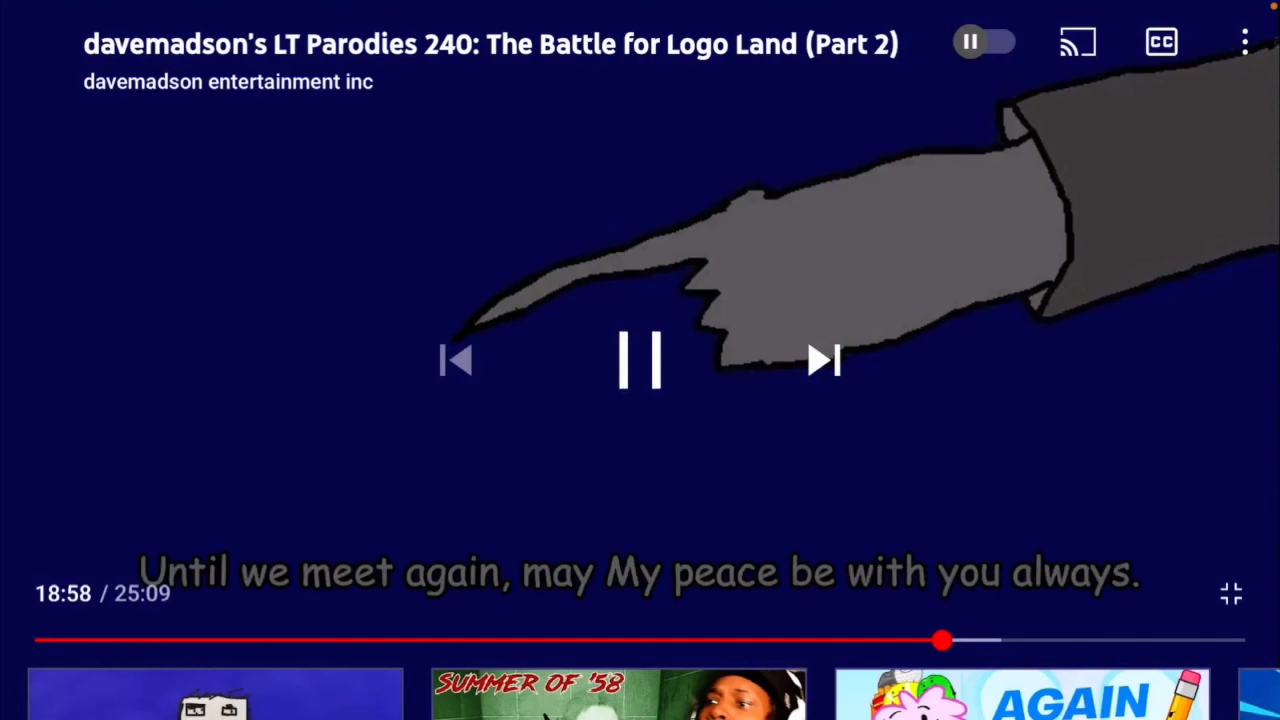 davemadson's LT Parodies 240: The Battle for Logo Land (Part 2)
davemadson entertainment inc
CC
Until we meet again, may My peace be with you always.
18:58 / 25:09
SUMMER OF '58
AGAIN